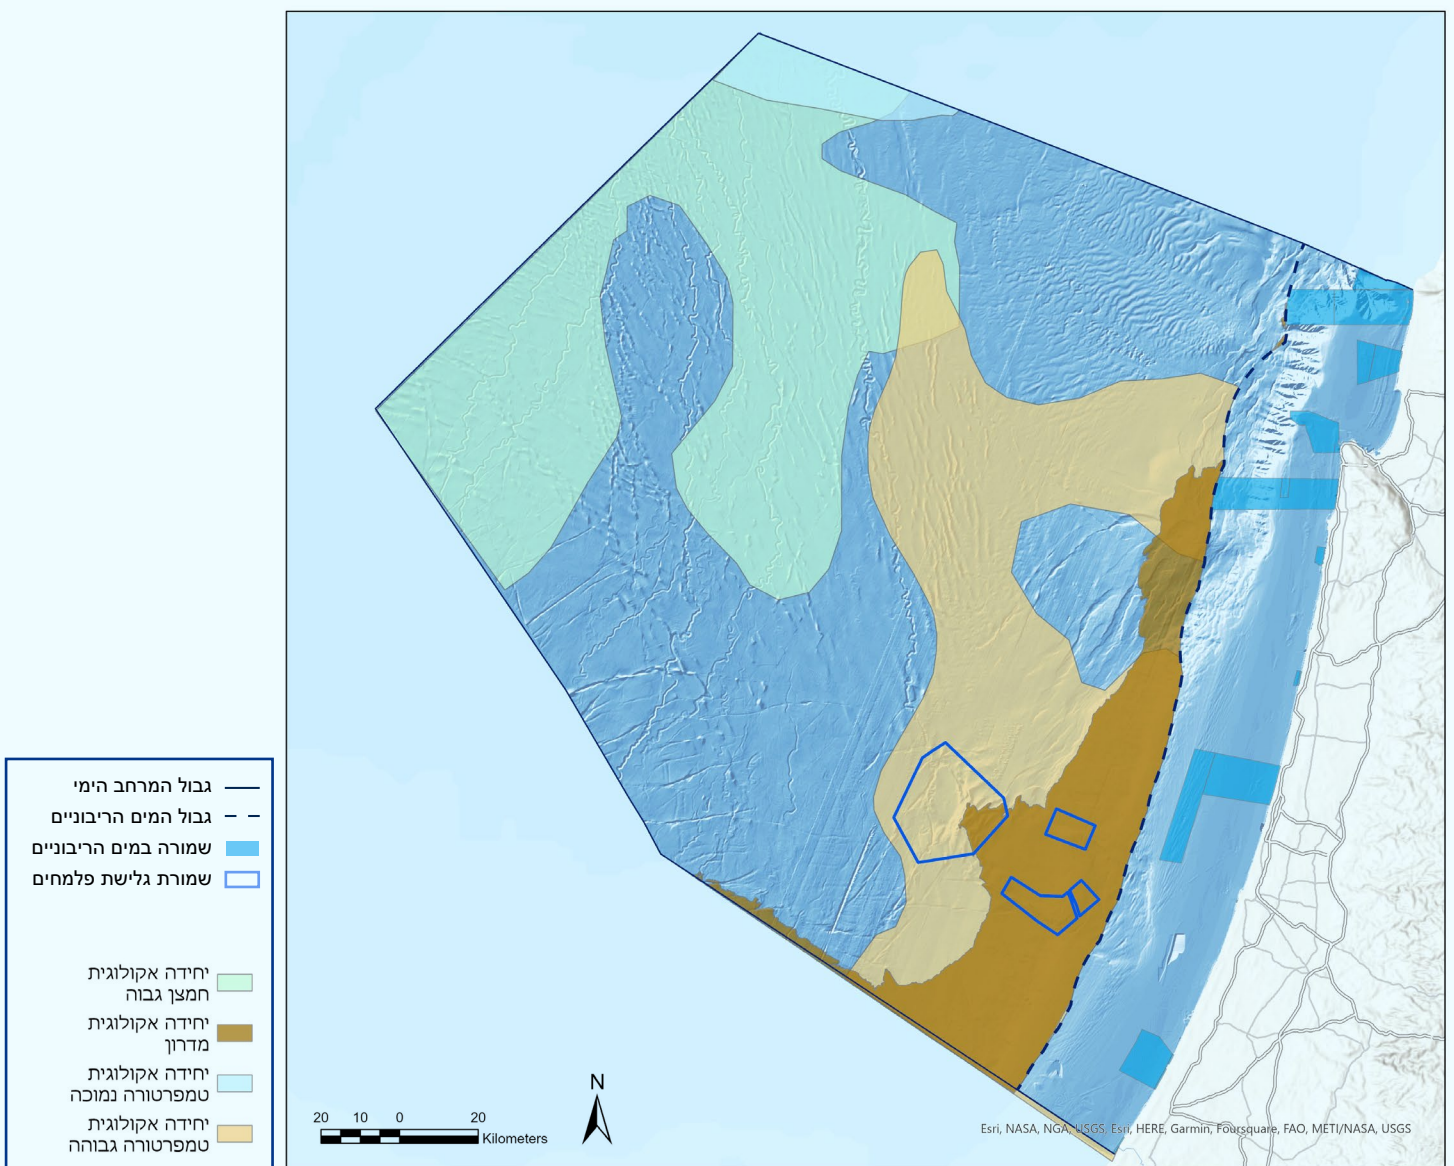 גבול המרחב הימי
גבול המים הריבוניים
שמורה במים הריבוניים
שמורת גלישת פלמחים
יחידה אקולוגית
חמצן גבוה
יחידה אקולוגית
מדרון
יחידה אקולוגית
טמפרטורה נמוכה
יחידה אקולוגית
טמפרטורה גבוהה
N
20 10 0 20
Kilometers
Esri, NASA, NGA, USGS, Esri, HERE, Garmin, Foursquare, FAO, METI/NASA, USGS